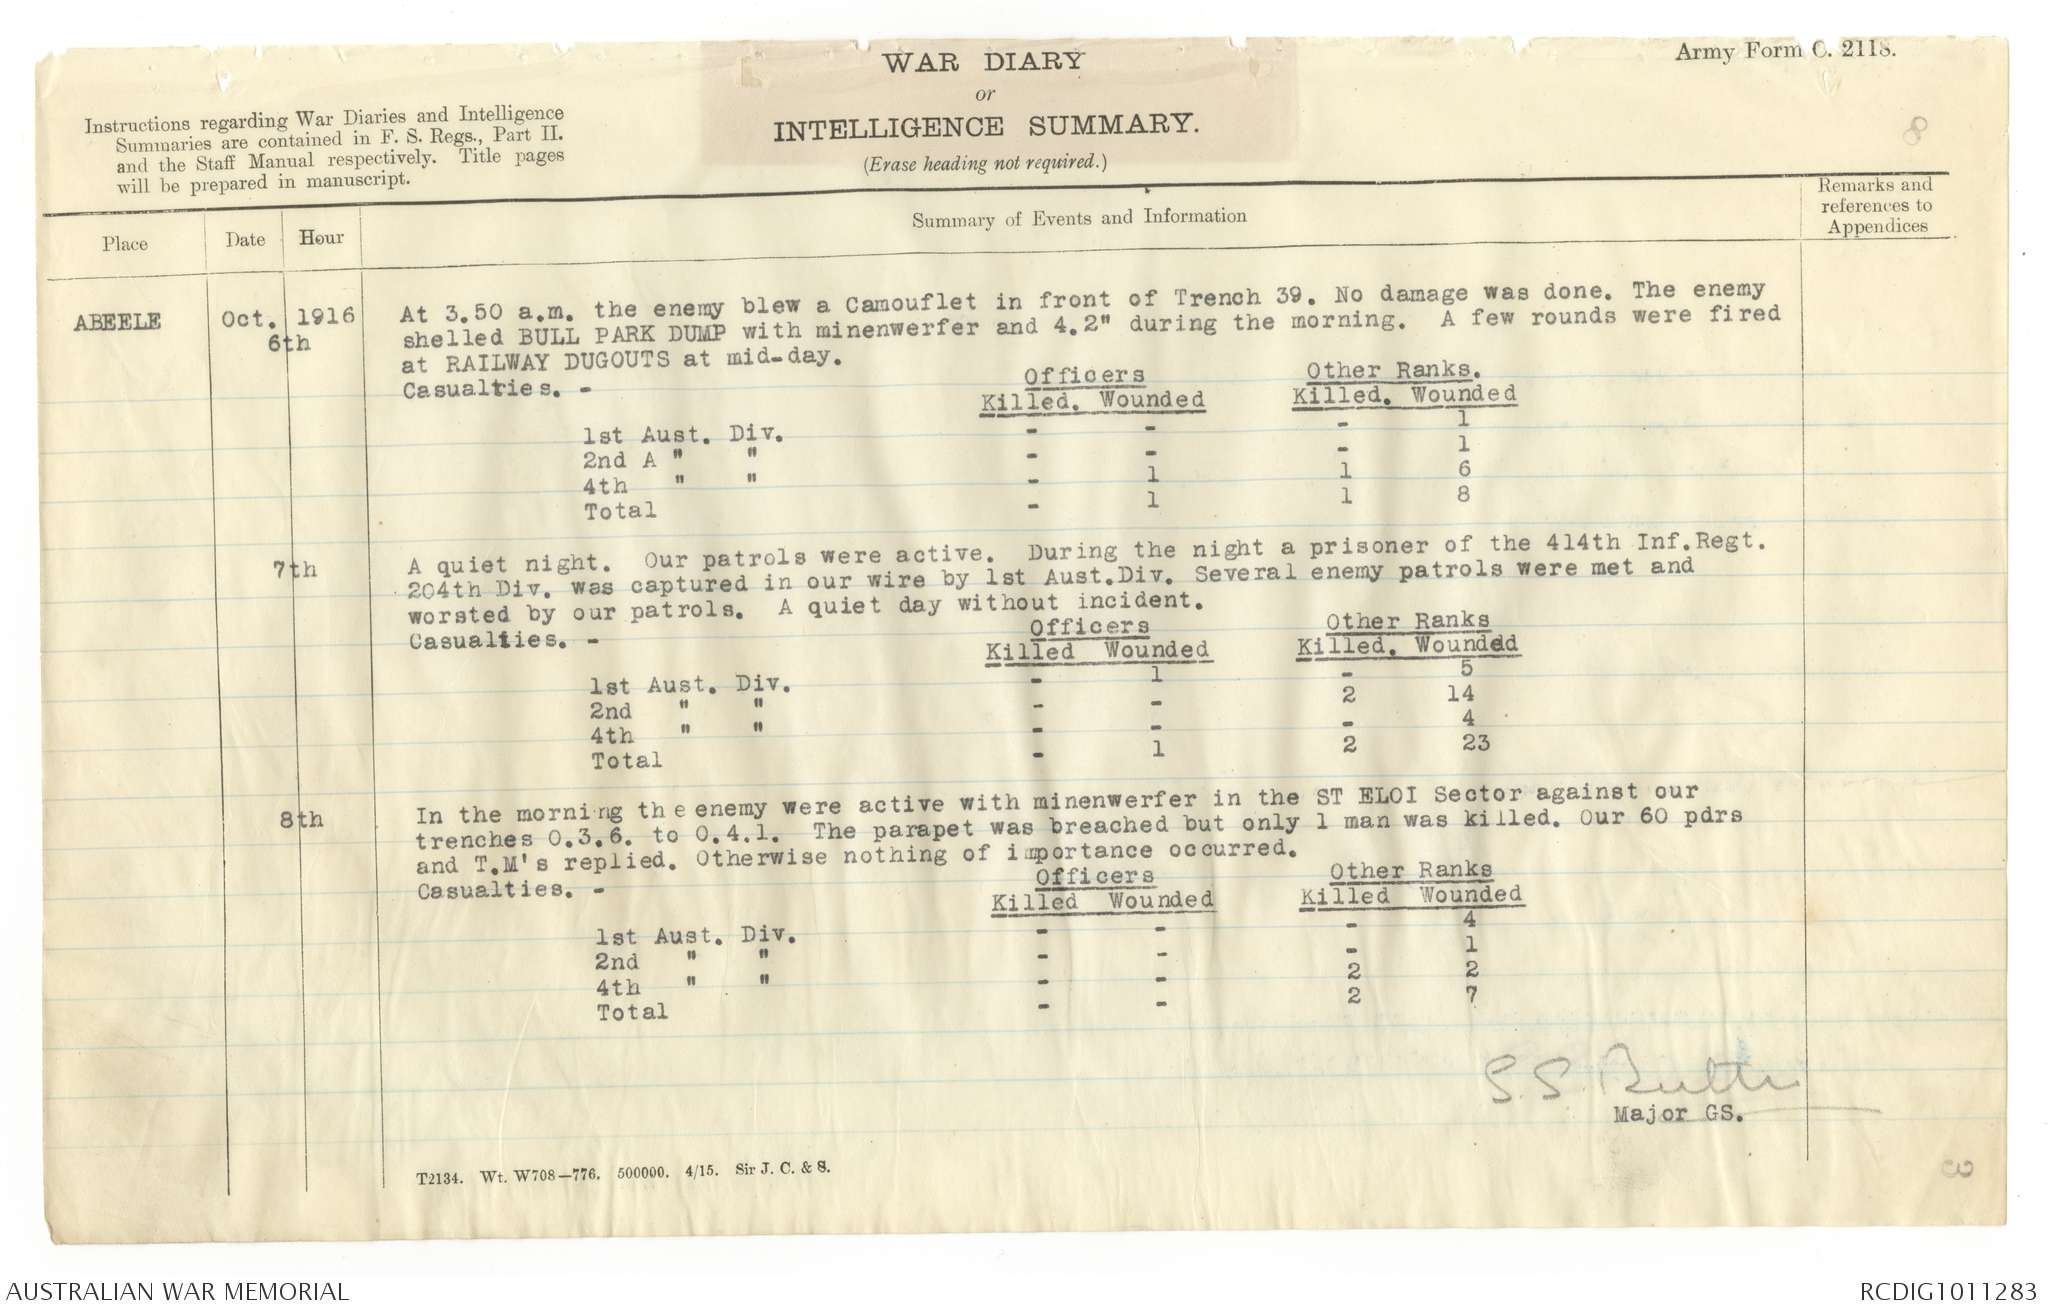 WAR DIARY
or
INTELLIGENCE SUMMARY.
(Erase heading not required.)
Army Form C. 2118.
8
Instructions regarding War Diaries and Intelligence
Summaries are contained in F. S. Regs., Part II.
and the Staff Manual respectively. Title pages
will be prepared in manuscript.
Place Date Hour Summary of Events and Information Remarks and
references to
Appendices
ABEELE Oct. 1916
6th
At 3.50 a.m. the enemy blew a Camouflet in front of Trench 39. No damage was done. The enemy
shelled BULL PARK DUMP with minenwerfer and 4.2" during the morning. A few rounds were fired
at RAILWAY DUGOUTS at mid-day.
Casualties. - Officers Other Ranks.
Killed. Wounded Killed. Wounded
1st Aust. Div. - - - 1
2nd A " " - - - 1
4th " " - 1 1 6
Total - 1 1 8
7th A quiet night. Our patrols were active. During the night a prisoner of the 414th Inf.Regt.
204th Div. was captured in our wire by 1st Aust.Div. Several enemy patrols were met and
worsted by our patrols. A quiet day without incident.
Casualties. - Officers Other Ranks
Killed Wounded Killed. Wounded
1st Aust. Div. - 1 - 5
2nd " " - - 2 14
4th " " - - - 4
Total - 1 2 23
8th In the morning the enemy were active with minenwerfer in the ST ELOI Sector against our
trenches O.3.6. to O.4.1. The parapet was breached but only 1 man was killed. Our 60 pdrs
and T.M's replied. Otherwise nothing of importance occurred.
Casualties. - Officers Other Ranks
Killed Wounded Killed Wounded
1st Aust. Div. - - - 4
2nd " " - - - 1
4th " " - - 2 2
Total - - 2 7
S.S. Butler
Major GS.
T2134. Wt. W708—776. 500000. 4/15. Sir J. C. & S.
8
AUSTRALIAN WAR MEMORIAL
RCDIG1011283